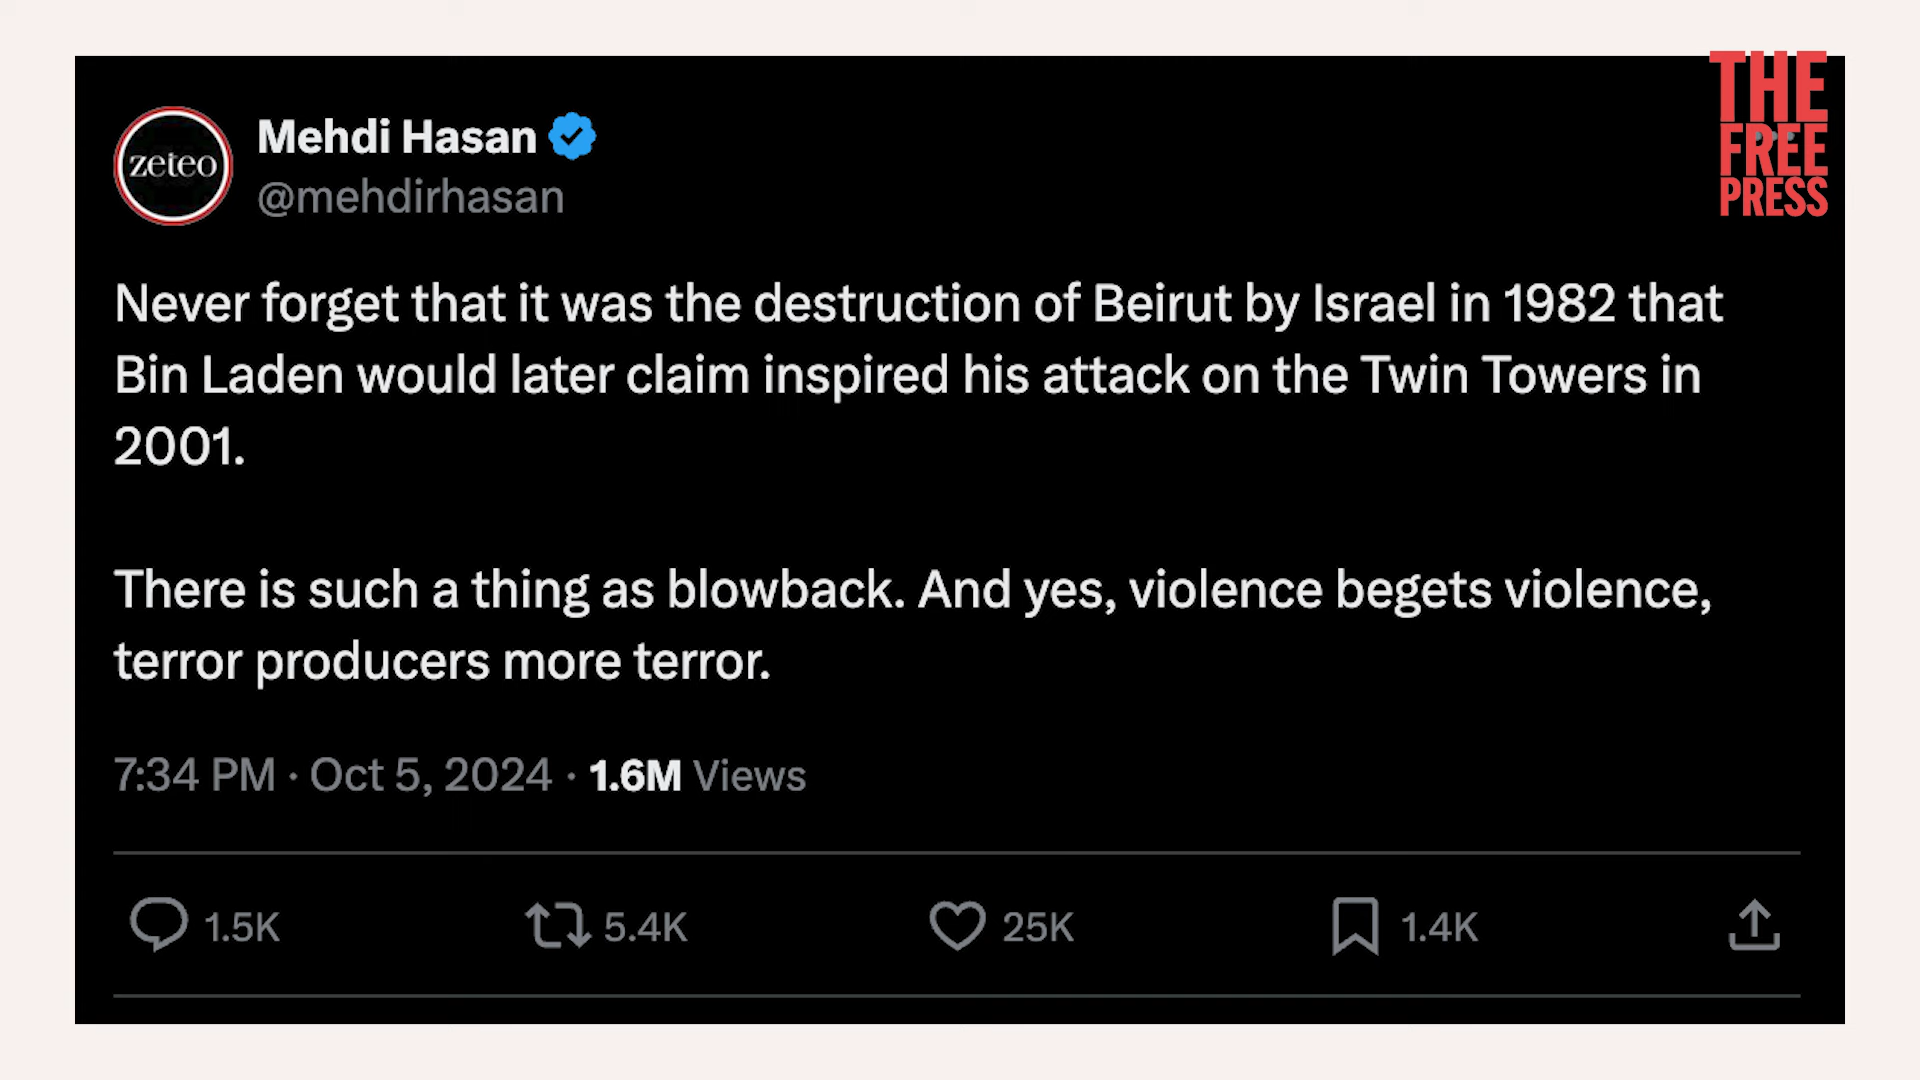 THE
FREE
PRESS
zeteo
Mehdi Hasan
@mehdirhasan
Never forget that it was the destruction of Beirut by Israel in 1982 that
Bin Laden would later claim inspired his attack on the Twin Towers in
2001.
There is such a thing as blowback. And yes, violence begets violence,
terror producers more terror.
7:34 PM · Oct 5, 2024 · 1.6M Views
1.5K 5.4K 25K 1.4K